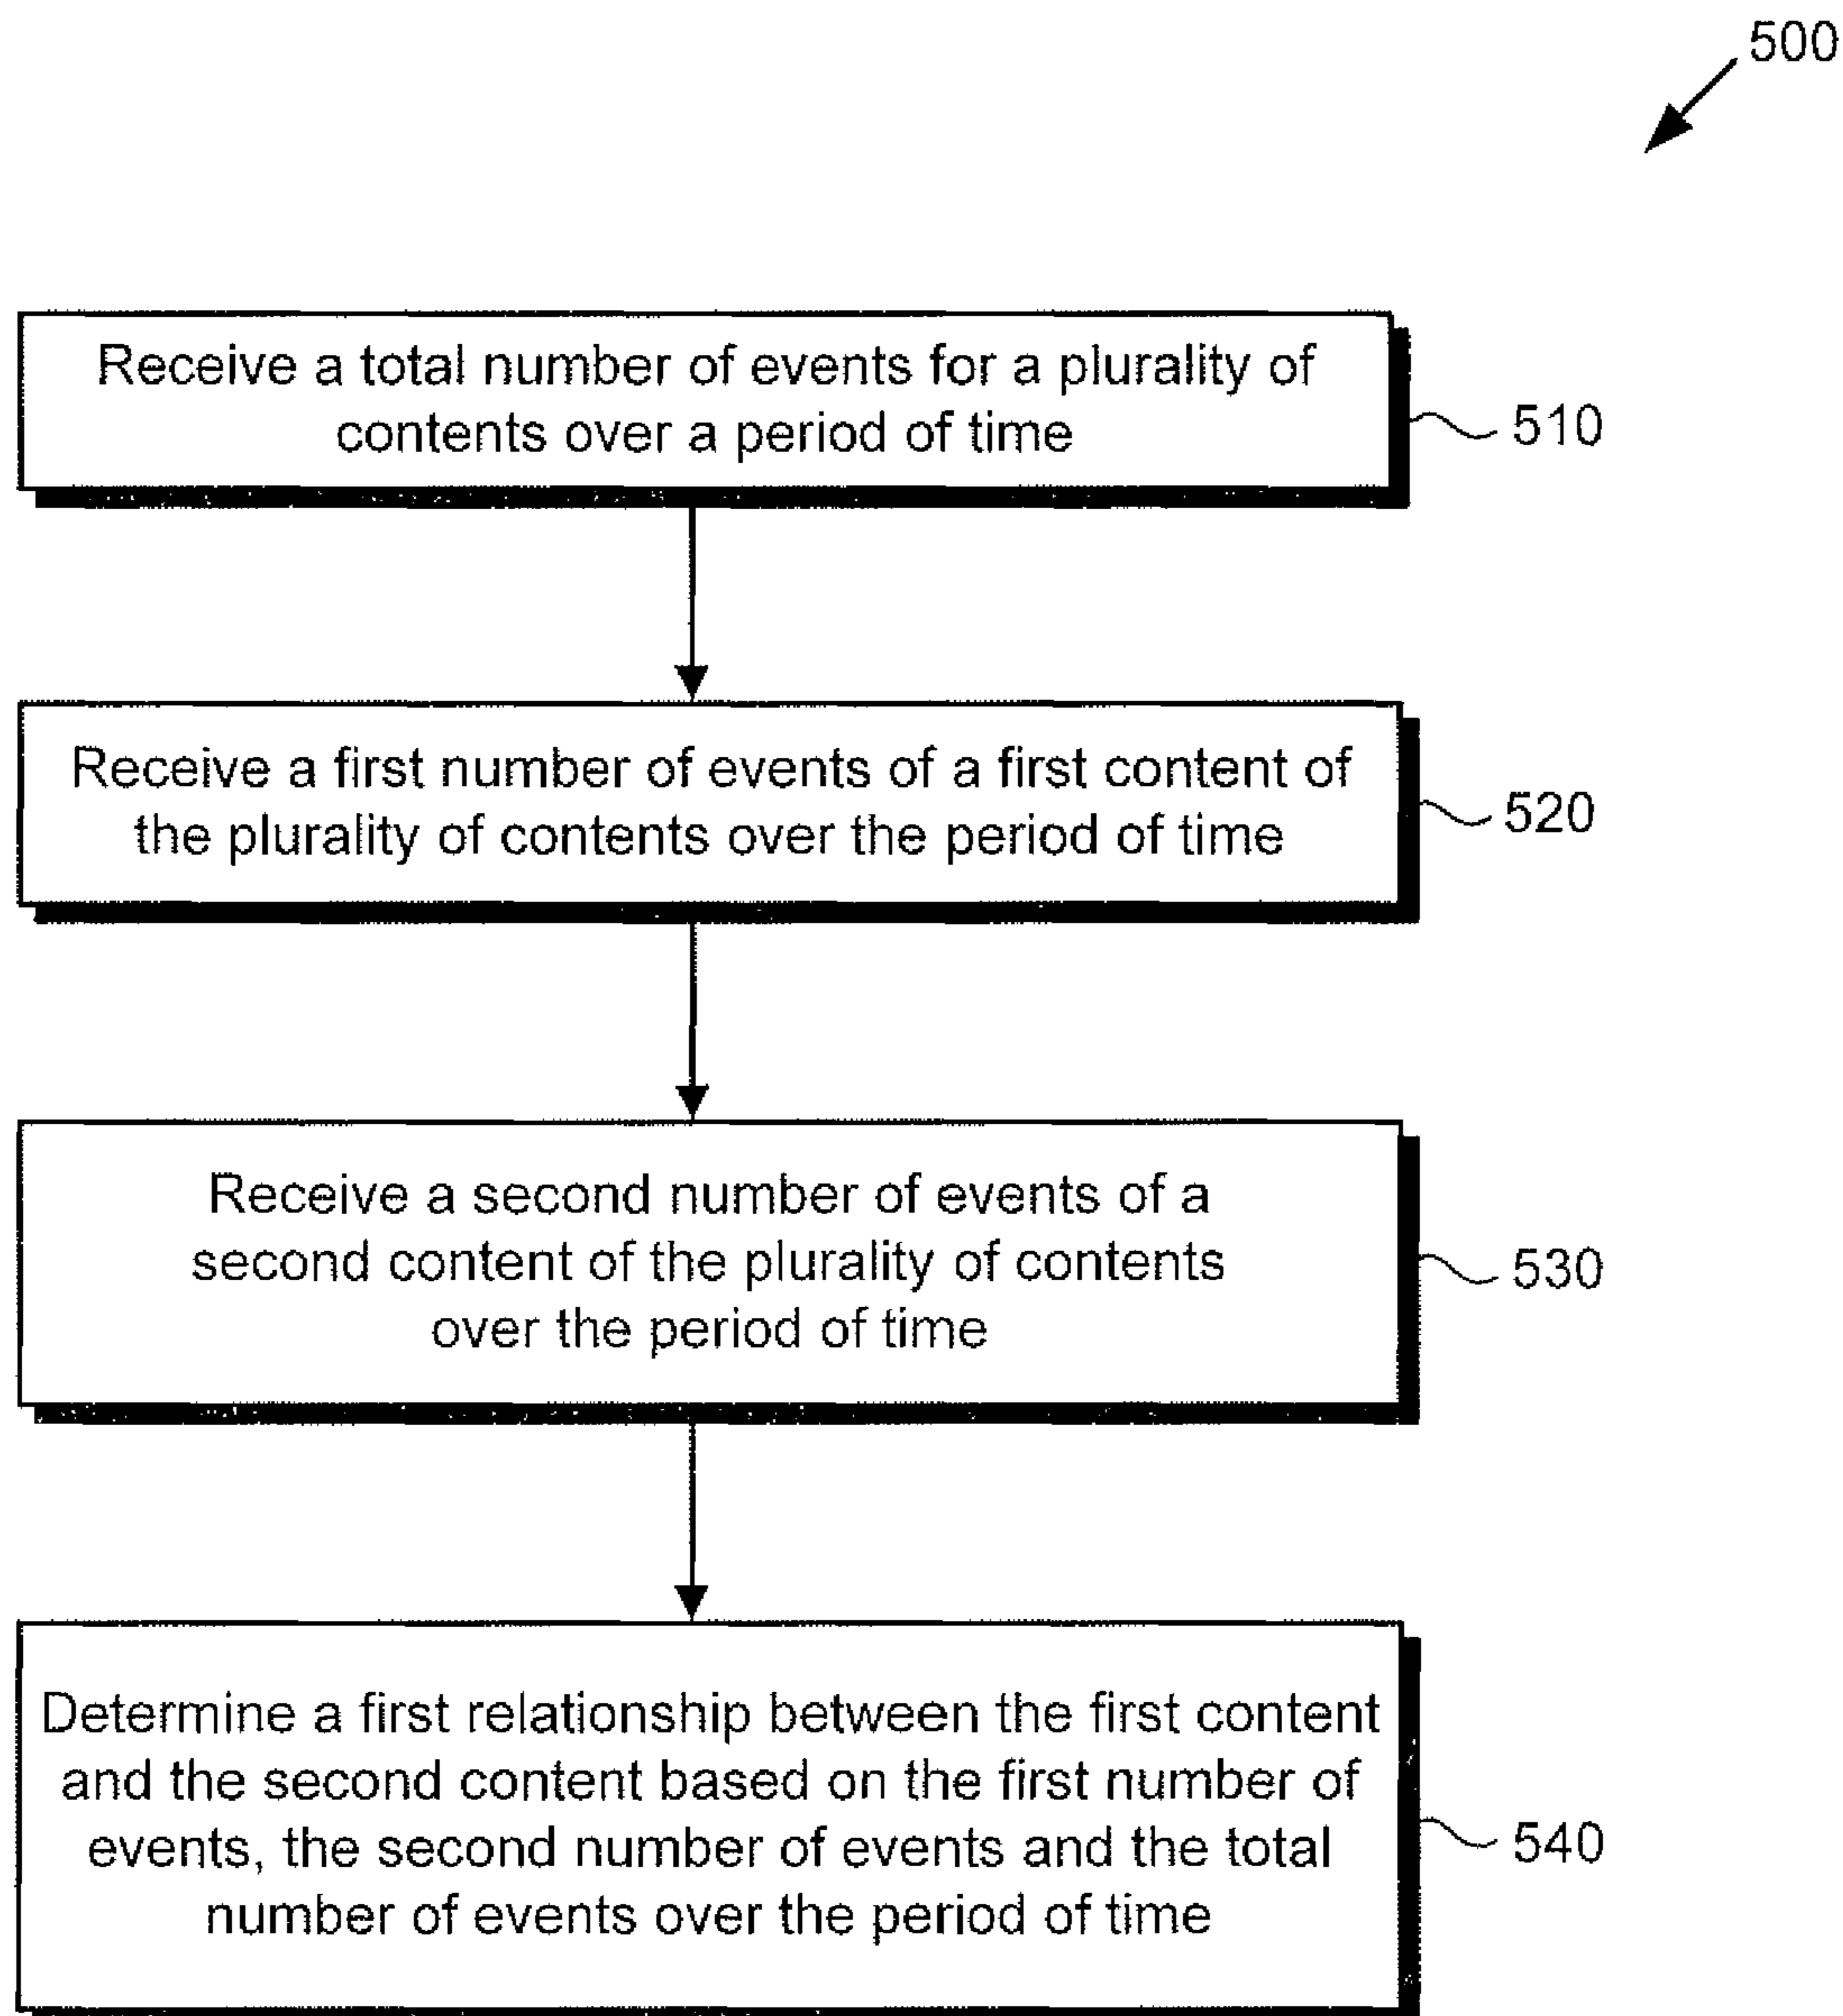 500
Receive a total number of events for a plurality of
contents over a period of time
510
Receive a first number of events of a first content of
the plurality of contents over the period of time
520
Receive a second number of events of a
second content of the plurality of contents
over the period of time
530
Determine a first relationship between the first content
and the second content based on the first number of
events, the second number of events and the total
number of events over the period of time
540